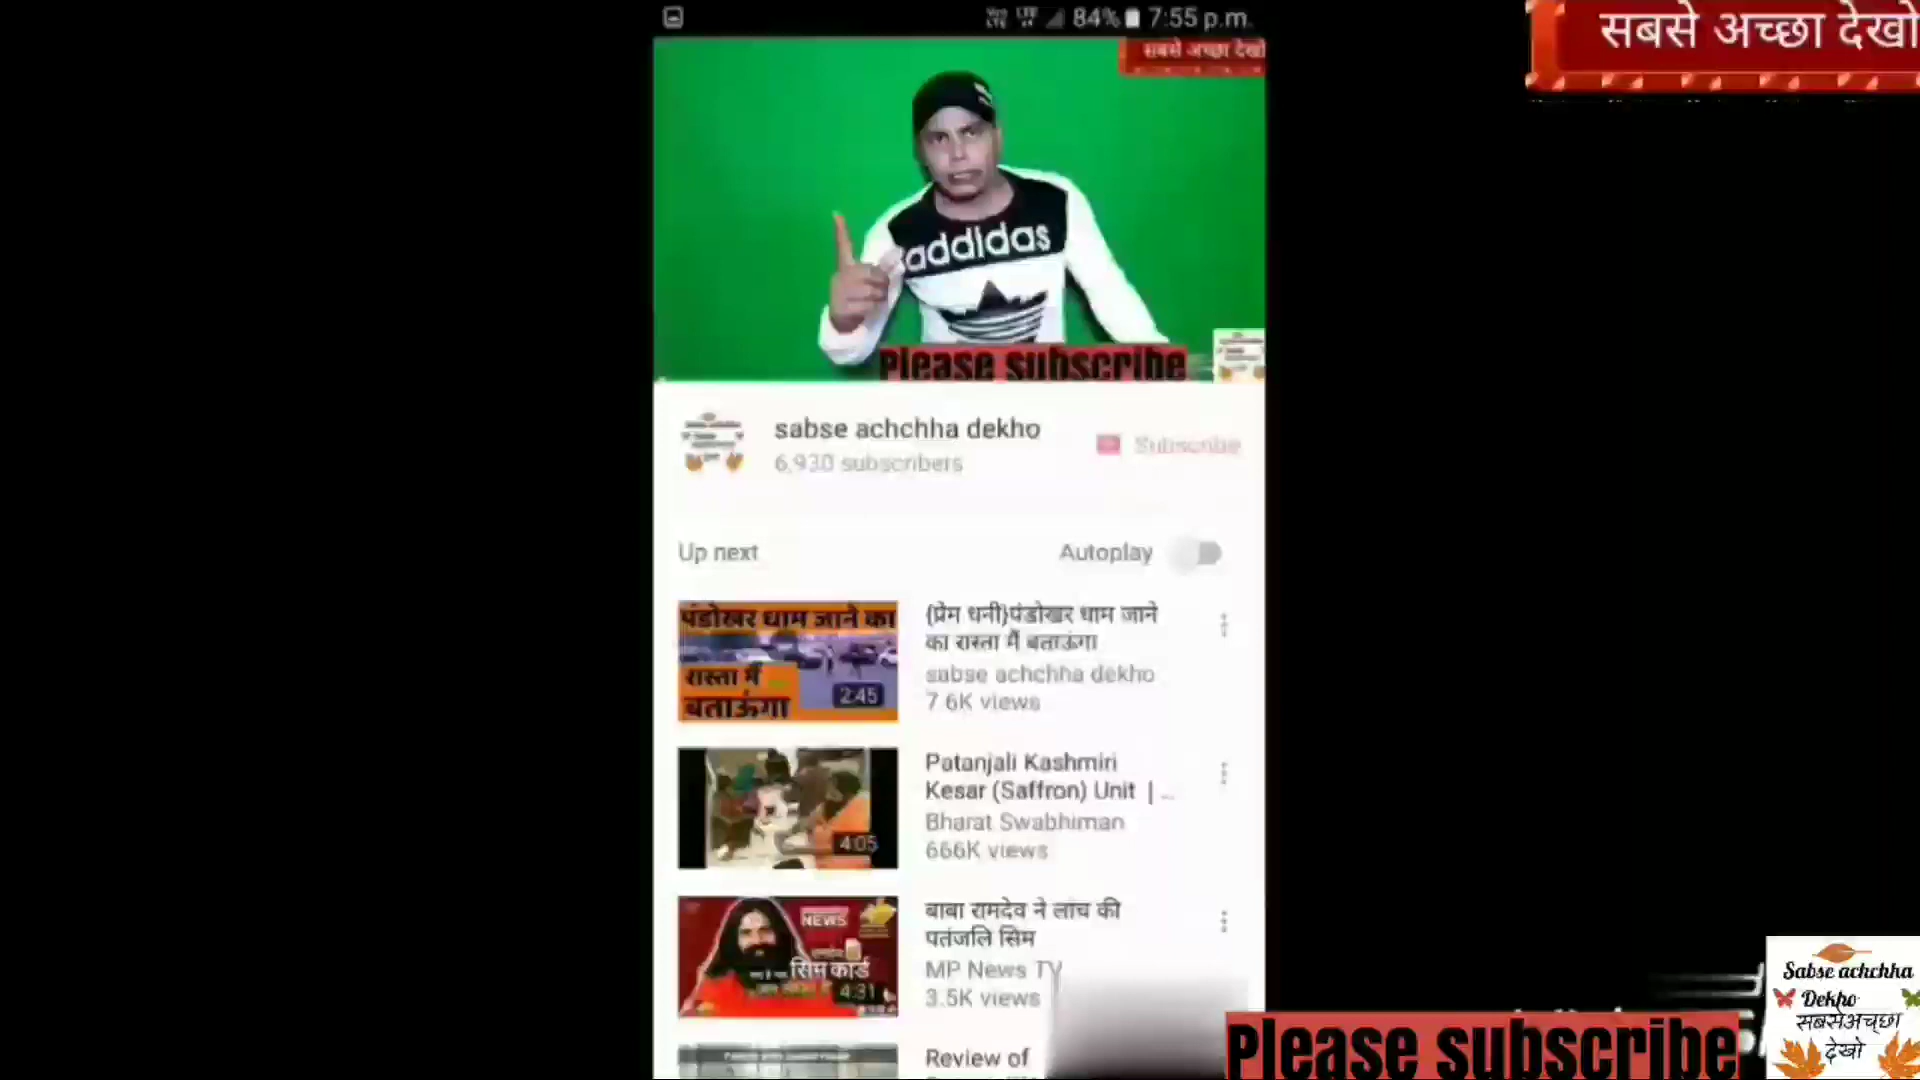 84% 7:55 p.m.
सबसे अच्छा देखो
सबसे अच्छा देखो
addidas
Please subscribe
sabse achchha dekho
6,930 subscribers
Subscribe
Up next
Autoplay
पंडोखर धाम जाने का
रास्ता मैं
बताऊंगा
2:45
{प्रेम धनी}पंडोखर धाम जाने
का रास्ता मैं बताऊंगा
sabse achchha dekho
7.6K views
4:05
Patanjali Kashmiri
Kesar (Saffron) Unit | ...
Bharat Swabhiman
666K views
NEWS
सिम कार्ड
4:31
बाबा रामदेव ने लांच की
पतंजलि सिम
MP News TV
3.5K views
Review of
Please subscribe
Sabse achchha
Dekho
सबसेअच्छा
देखो